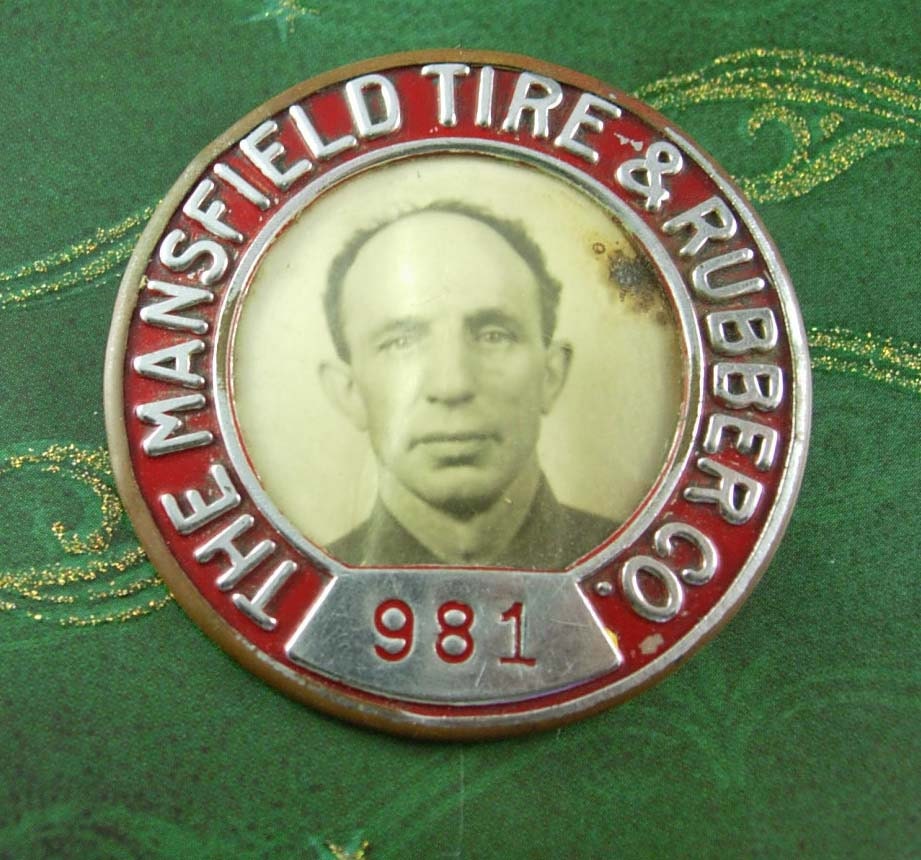 THE MANSFIELD TIRE & RUBBER CO.
981